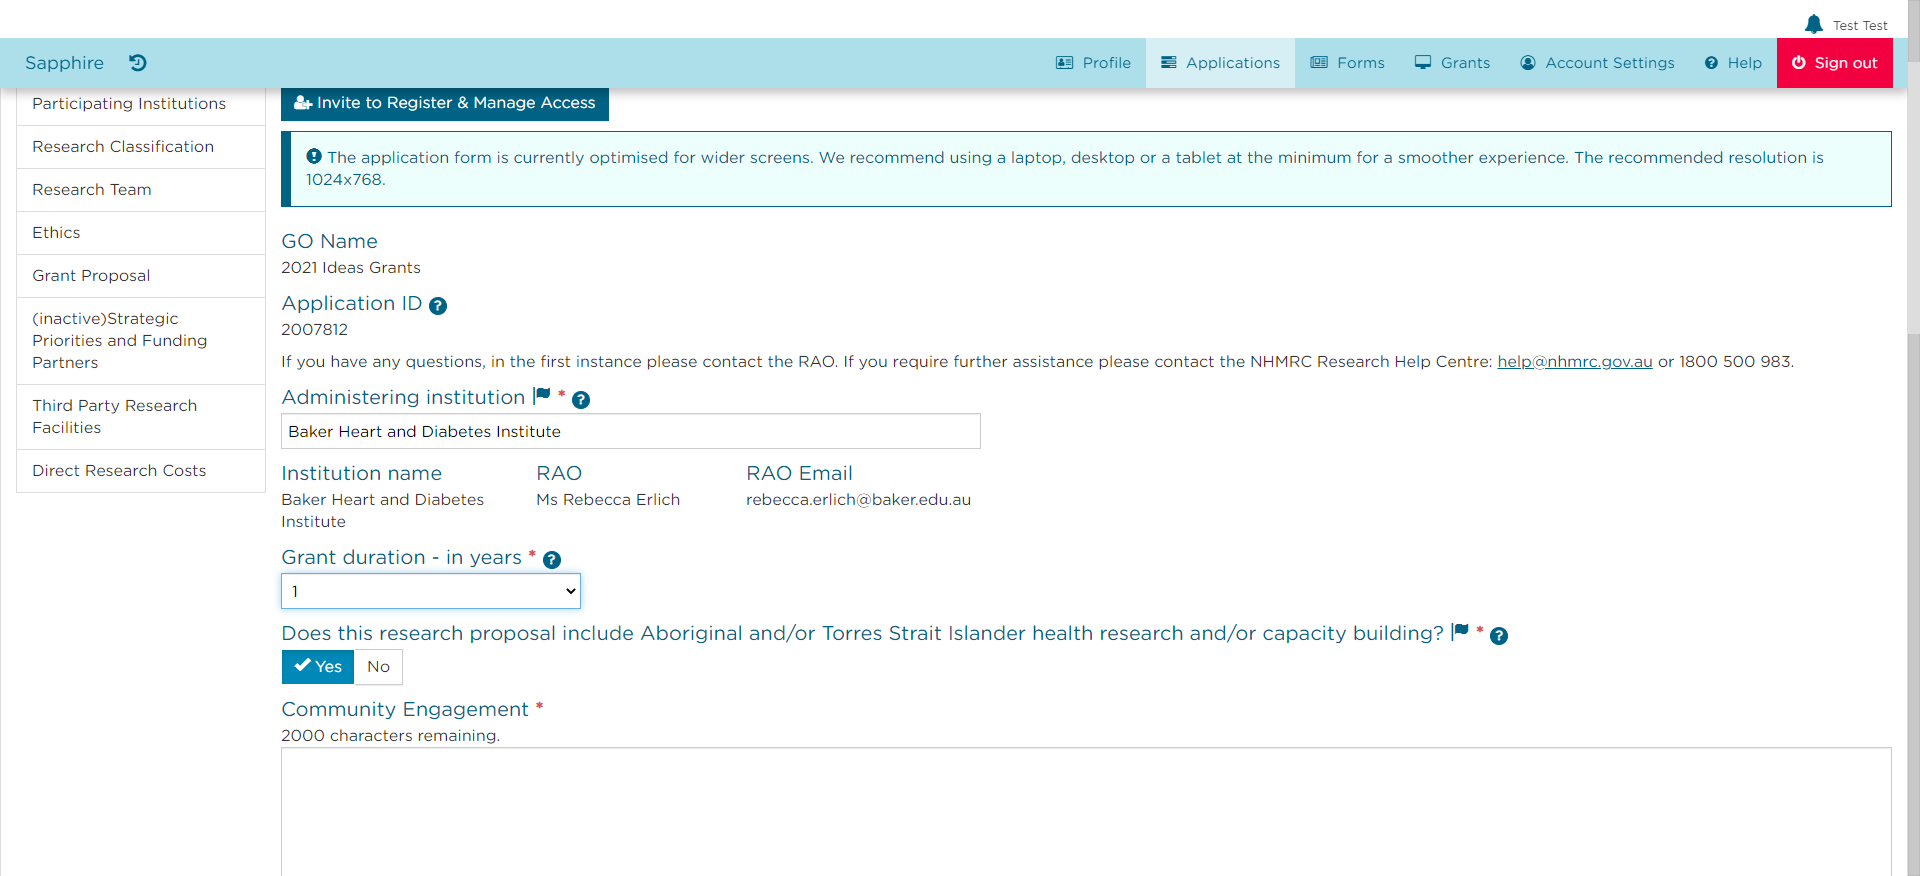 Test Test
Sapphire
Profile
Applications
Forms
Grants
Account Settings
Help
Sign out
Participating Institutions
Research Classification
Research Team
Ethics
Grant Proposal
(inactive)Strategic
Priorities and Funding
Partners
Third Party Research
Facilities
Direct Research Costs
Invite to Register & Manage Access
The application form is currently optimised for wider screens. We recommend using a laptop, desktop or a tablet at the minimum for a smoother experience. The recommended resolution is
1024x768.
GO Name
2021 Ideas Grants
Application ID
2007812
If you have any questions, in the first instance please contact the RAO. If you require further assistance please contact the NHMRC Research Help Centre: help@nhmrc.gov.au or 1800 500 983.
Administering institution *
Baker Heart and Diabetes Institute
Institution name RAO RAO Email
Baker Heart and Diabetes Ms Rebecca Erlich rebecca.erlich@baker.edu.au
Institute
Grant duration - in years *
1
Does this research proposal include Aboriginal and/or Torres Strait Islander health research and/or capacity building? *
Yes No
Community Engagement *
2000 characters remaining.